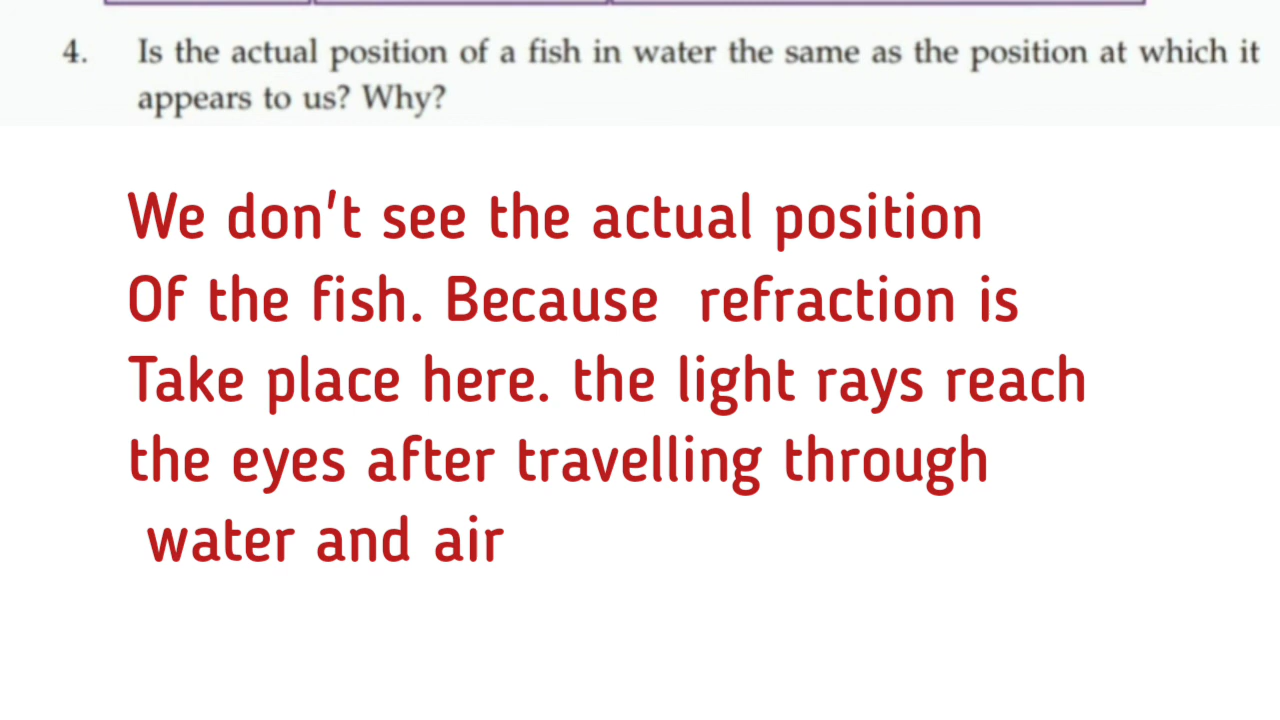 4. Is the actual position of a fish in water the same as the position at which it
appears to us? Why?
We don't see the actual position
Of the fish. Because refraction is
Take place here. the light rays reach
the eyes after travelling through
water and air